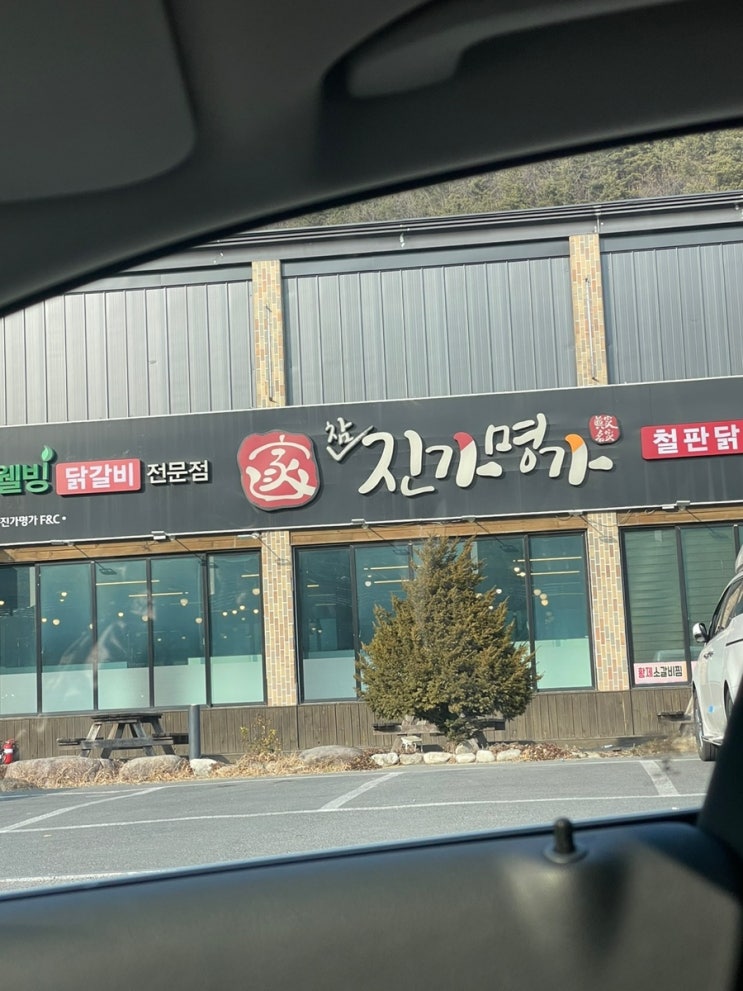 웰빙 닭갈비 전문점
진가명가 F&C
家 참 진가명가
철판닭
황제소갈비찜